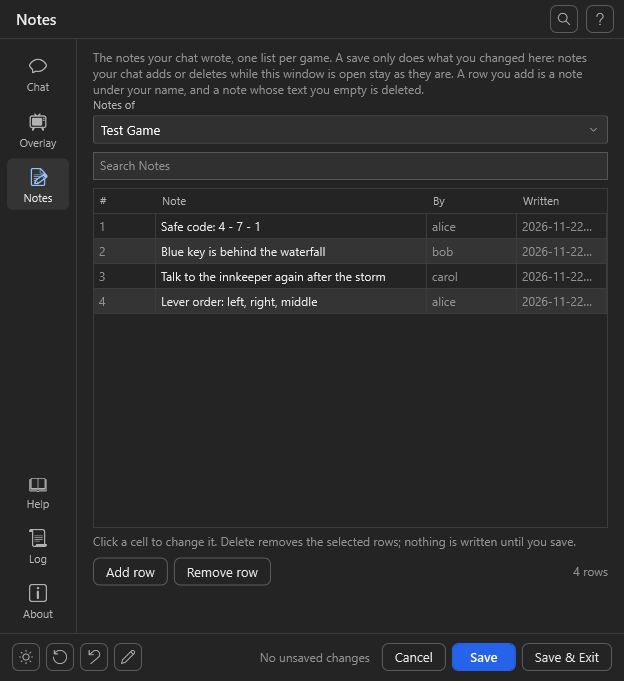 Notes
?
Chat
Overlay
Notes
Help
Log
About
The notes your chat wrote, one list per game. A save only does what you changed here: notes
your chat adds or deletes while this window is open stay as they are. A row you add is a note
under your name, and a note whose text you empty is deleted.
Notes of
Test Game
Search Notes
# Note By Written
1 Safe code: 4 - 7 - 1 alice 2026-11-22...
2 Blue key is behind the waterfall bob 2026-11-22...
3 Talk to the innkeeper again after the storm carol 2026-11-22...
4 Lever order: left, right, middle alice 2026-11-22...
Click a cell to change it. Delete removes the selected rows; nothing is written until you save.
Add row Remove row 4 rows
No unsaved changes Cancel Save Save & Exit